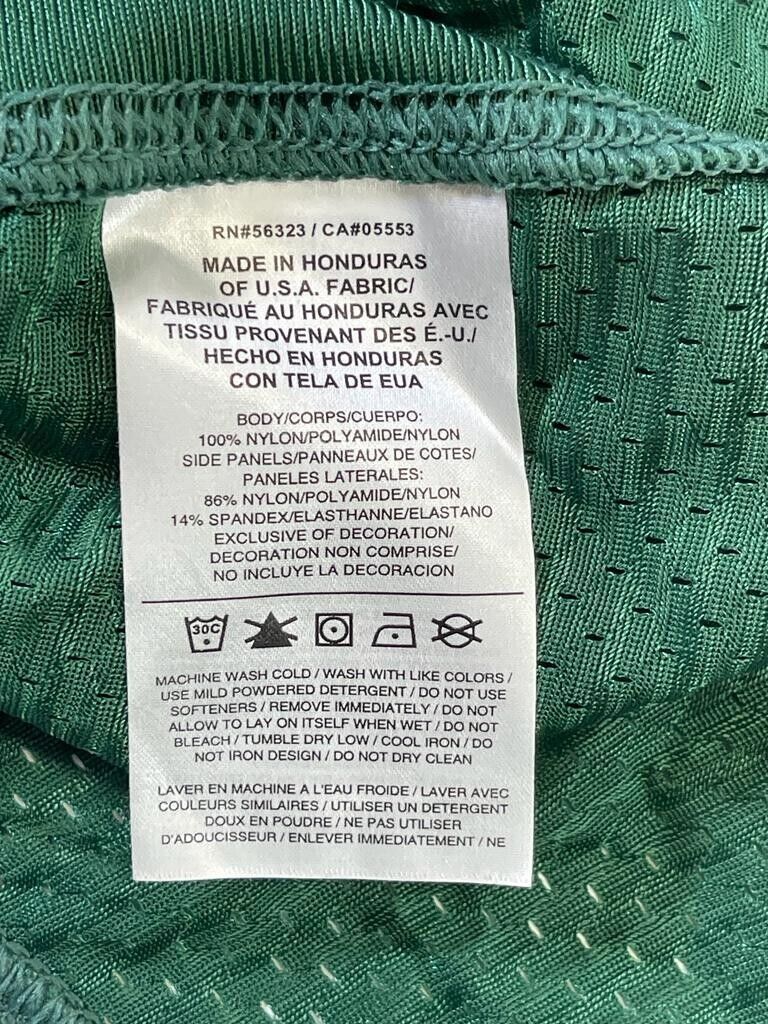 RN#56323 / CA#05553
MADE IN HONDURAS
OF U.S.A. FABRIC/
FABRIQUÉ AU HONDURAS AVEC
TISSU PROVENANT DES É.-U./
HECHO EN HONDURAS
CON TELA DE EUA
BODY/CORPS/CUERPO:
100% NYLON/POLYAMIDE/NYLON
SIDE PANELS/PANNEAUX DE COTES/
PANELES LATERALES:
86% NYLON/POLYAMIDE/NYLON
14% SPANDEX/ELASTHANNE/ELASTANO
EXCLUSIVE OF DECORATION/
DECORATION NON COMPRISE/
NO INCLUYE LA DECORACION
30C
MACHINE WASH COLD / WASH WITH LIKE COLORS /
USE MILD POWDERED DETERGENT / DO NOT USE
SOFTENERS / REMOVE IMMEDIATELY / DO NOT
ALLOW TO LAY ON ITSELF WHEN WET / DO NOT
BLEACH / TUMBLE DRY LOW / COOL IRON / DO
NOT IRON DESIGN / DO NOT DRY CLEAN
LAVER EN MACHINE A L'EAU FROIDE / LAVER AVEC
COULEURS SIMILAIRES / UTILISER UN DETERGENT
DOUX EN POUDRE / NE PAS UTILISER
D'ADOUCISSEUR / ENLEVER IMMEDIATEMENT / NE